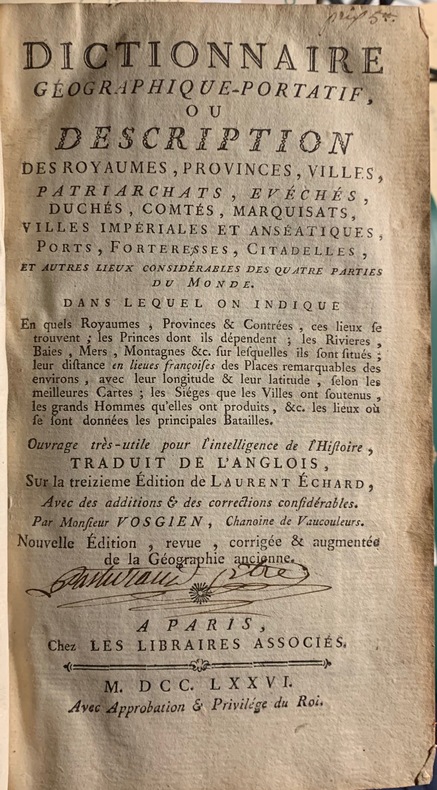 prix 5#
DICTIONNAIRE
GÉOGRAPHIQUE-PORTATIF,
OU
DESCRIPTION
DES ROYAUMES, PROVINCES, VILLES,
PATRIARCHATS, EVÉCHÉS,
DUCHÉS, COMTÉS, MARQUISATS,
VILLES IMPÉRIALES ET ANSÉATIQUES,
PORTS, FORTERESSES, CITADELLES,
ET AUTRES LIEUX CONSIDÉRABLES DES QUATRE PARTIES
DU MONDE.
DANS LEQUEL ON INDIQUE
En quels Royaumes, Provinces & Contrées, ces lieux ſe
trouvent; les Princes dont ils dépendent; les Rivieres,
Baies, Mers, Montagnes &c. ſur leſquelles ils ſont ſitués;
leur diſtance en lieues françoiſes des Places remarquables des
environs, avec leur longitude & leur latitude, ſelon les
meilleures Cartes; les Siéges que les Villes ont ſoutenus,
les grands Hommes qu'elles ont produits, &c. les lieux où
ſe ſont données les principales Batailles.
Ouvrage très-utile pour l'intelligence de l'Hiſtoire,
TRADUIT DE L'ANGLOIS,
Sur la treizieme Édition de LAURENT ÉCHARD,
Avec des additions & des corrections conſidérables.
Par Monſieur VOSGIEN, Chanoine de Vaucouleurs.
Nouvelle Édition, revue, corrigée & augmentée
de la Géographie ancienne.
A PARIS,
Chez LES LIBRAIRES ASSOCIÉS.
M. DCC. LXXVI.
Avec Approbation & Privilége du Roi.